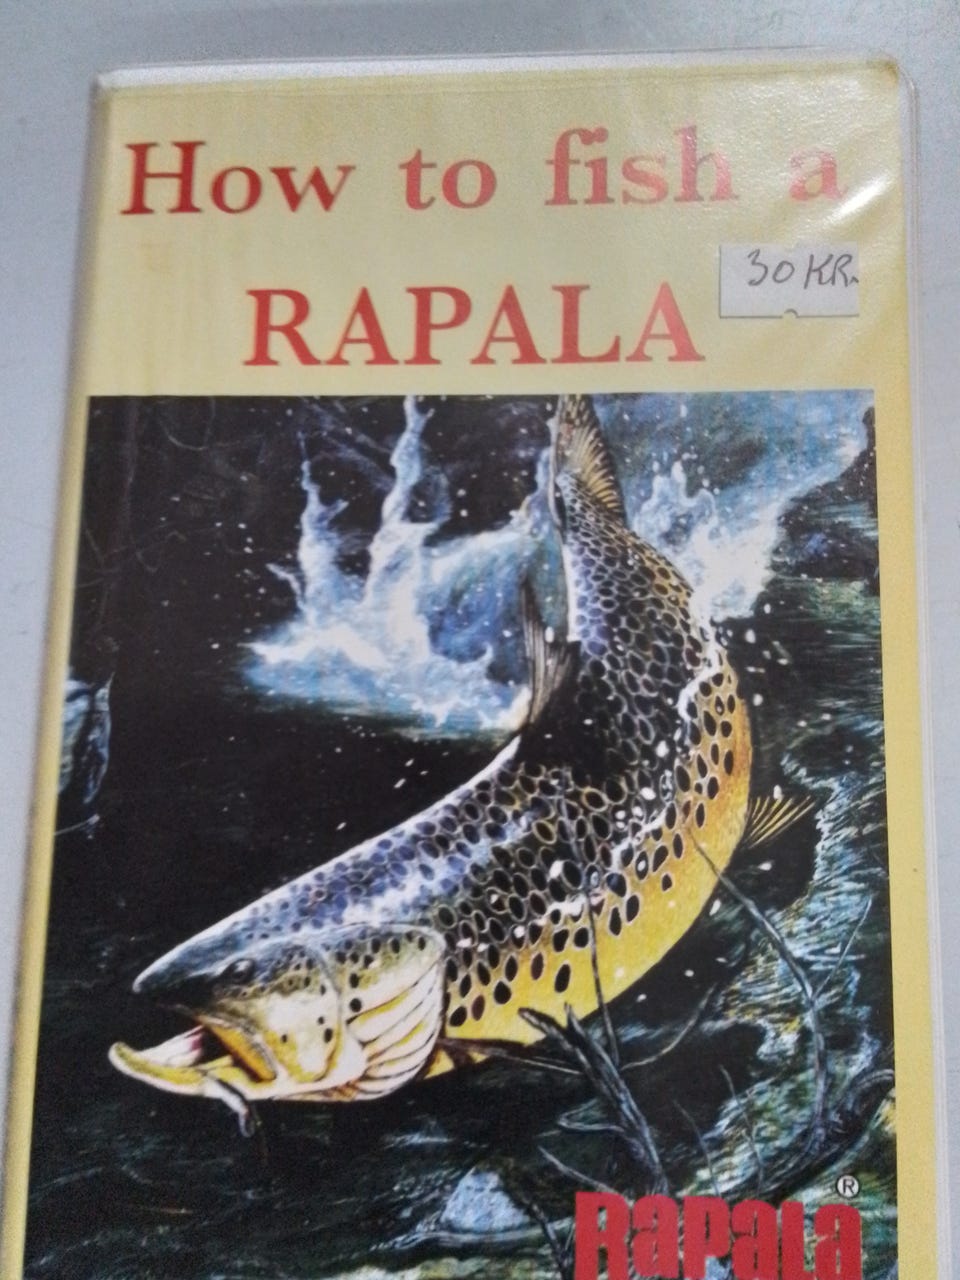 How to fish a
RAPALA
30 KR.
Rapala
®